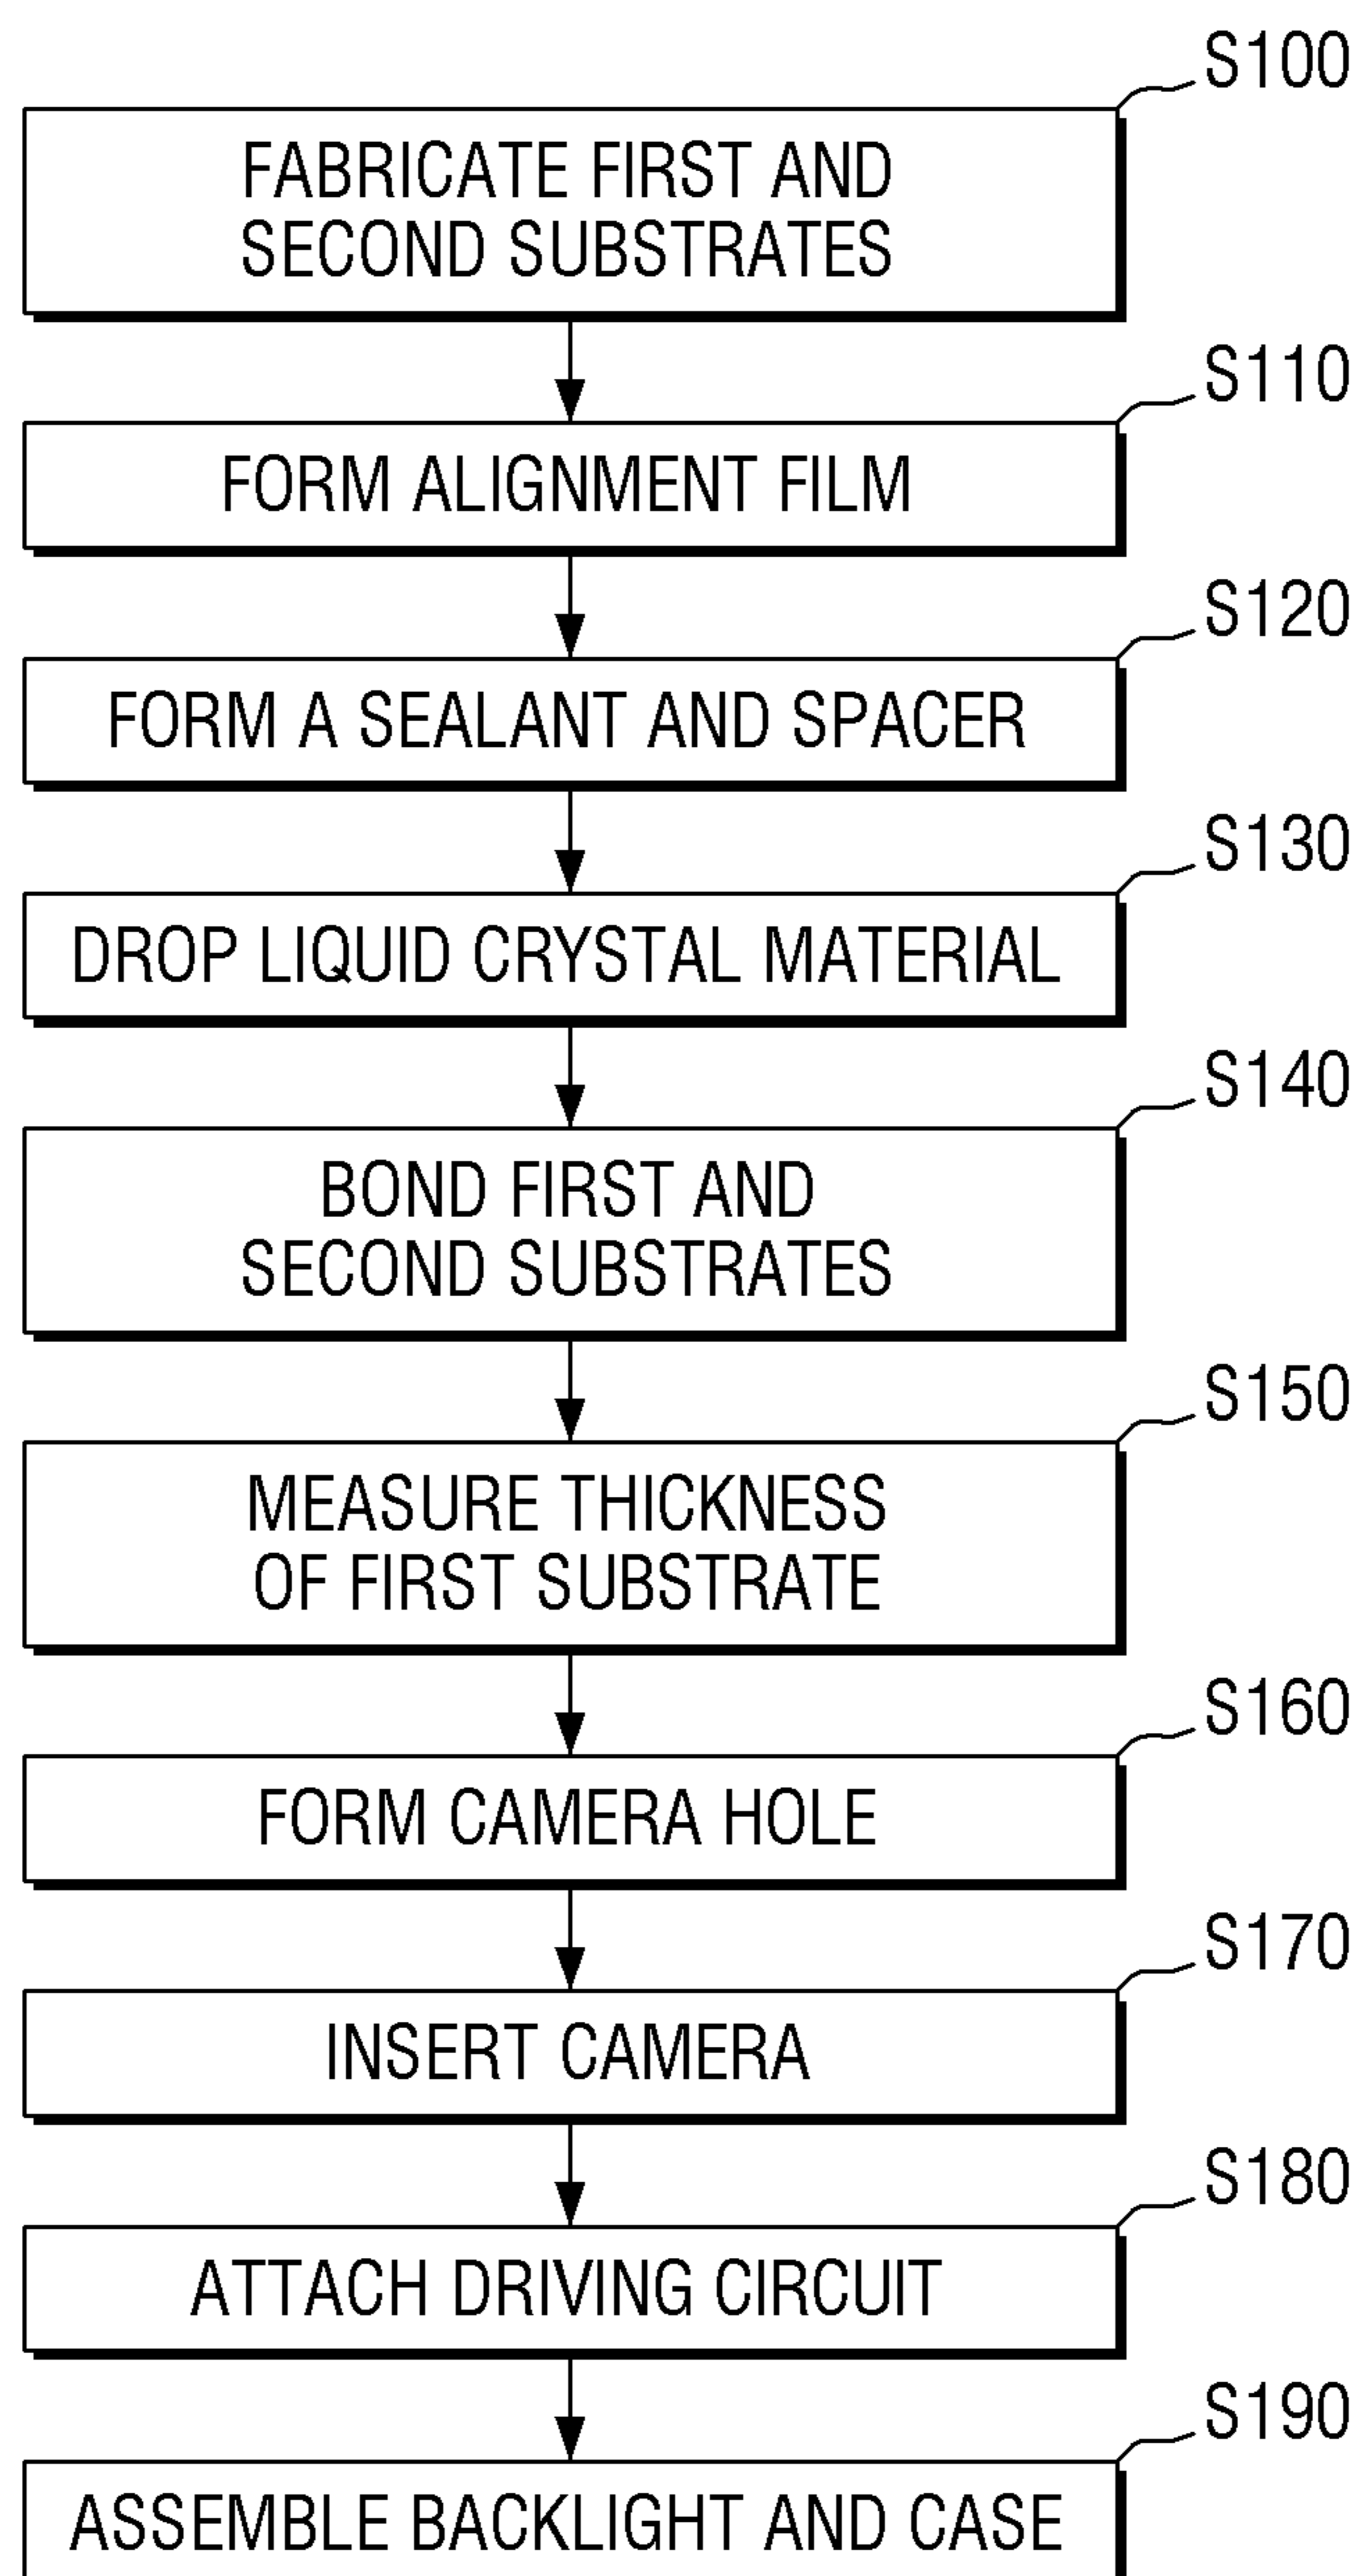 S100
FABRICATE FIRST AND
SECOND SUBSTRATES
S110
FORM ALIGNMENT FILM
S120
FORM A SEALANT AND SPACER
S130
DROP LIQUID CRYSTAL MATERIAL
S140
BOND FIRST AND
SECOND SUBSTRATES
S150
MEASURE THICKNESS
OF FIRST SUBSTRATE
S160
FORM CAMERA HOLE
S170
INSERT CAMERA
S180
ATTACH DRIVING CIRCUIT
S190
ASSEMBLE BACKLIGHT AND CASE